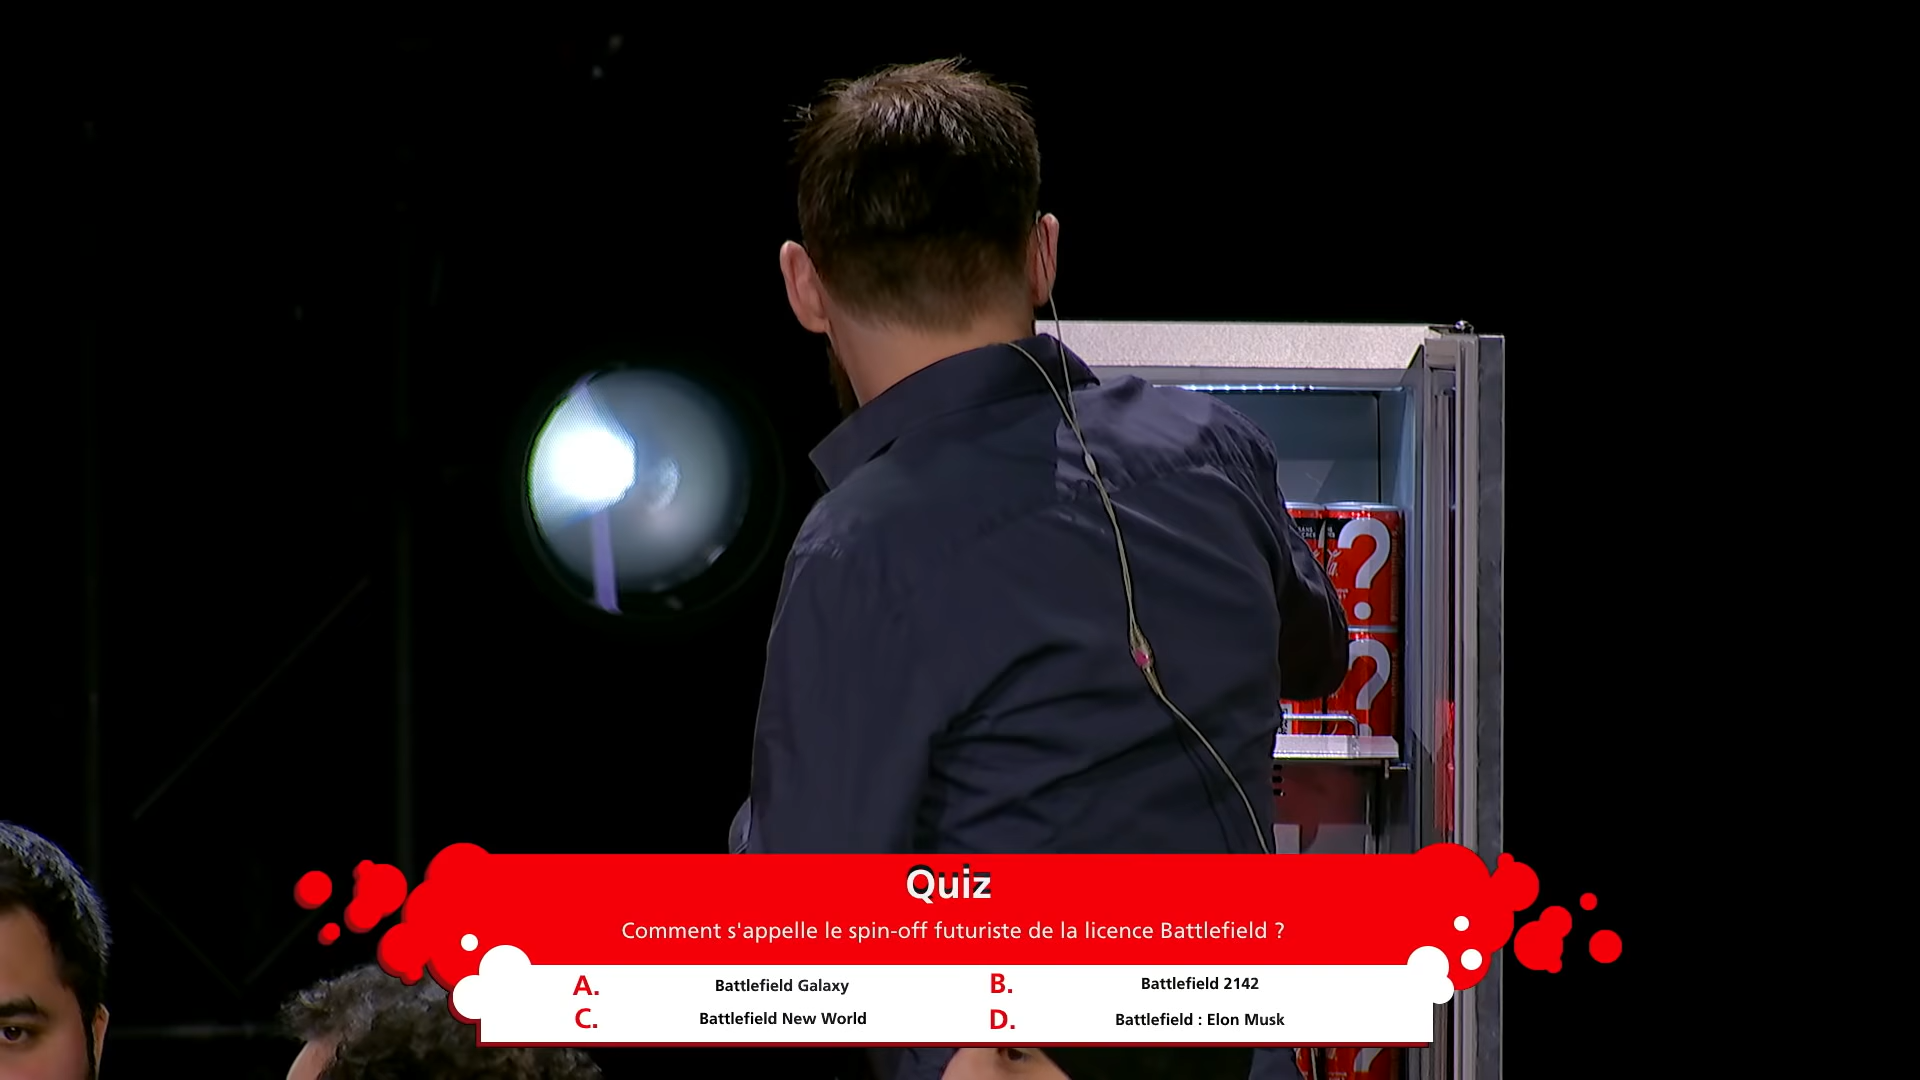 ?
?
Quiz
Comment s'appelle le spin-off futuriste de la licence Battlefield ?
A. Battlefield Galaxy
B. Battlefield 2142
C. Battlefield New World
D. Battlefield : Elon Musk